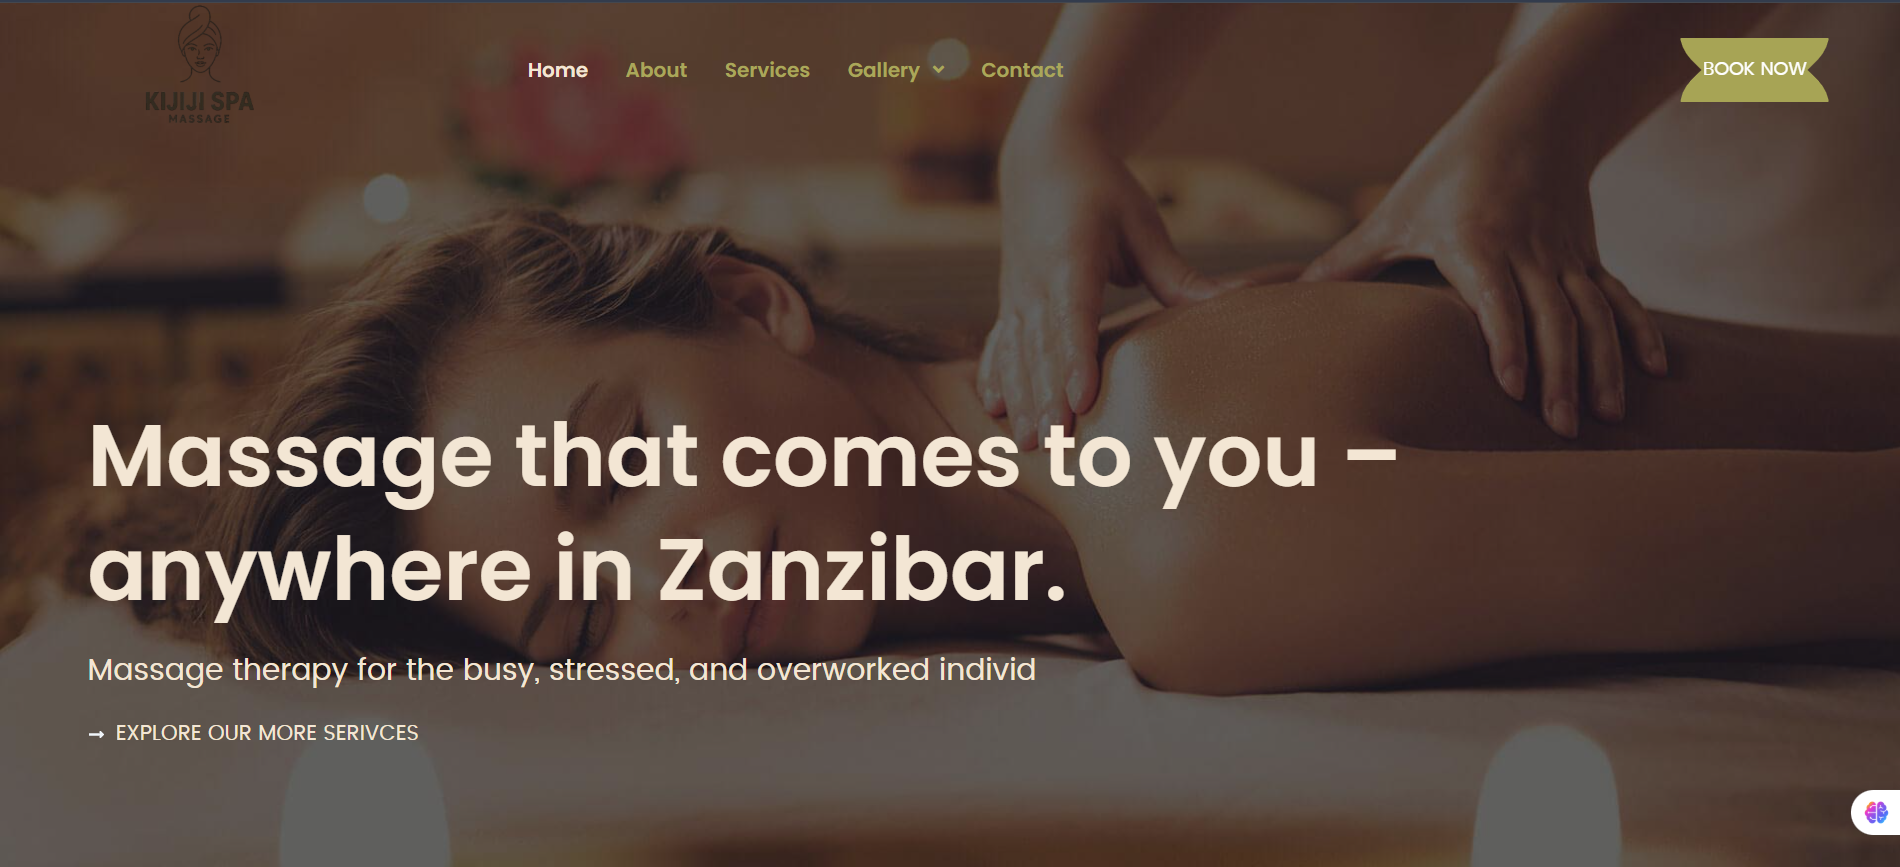 KIJIJI SPA
MASSAGE
Home About Services Gallery Contact
BOOK NOW
Massage that comes to you –
anywhere in Zanzibar.
Massage therapy for the busy, stressed, and overworked individ
→ EXPLORE OUR MORE SERIVCES